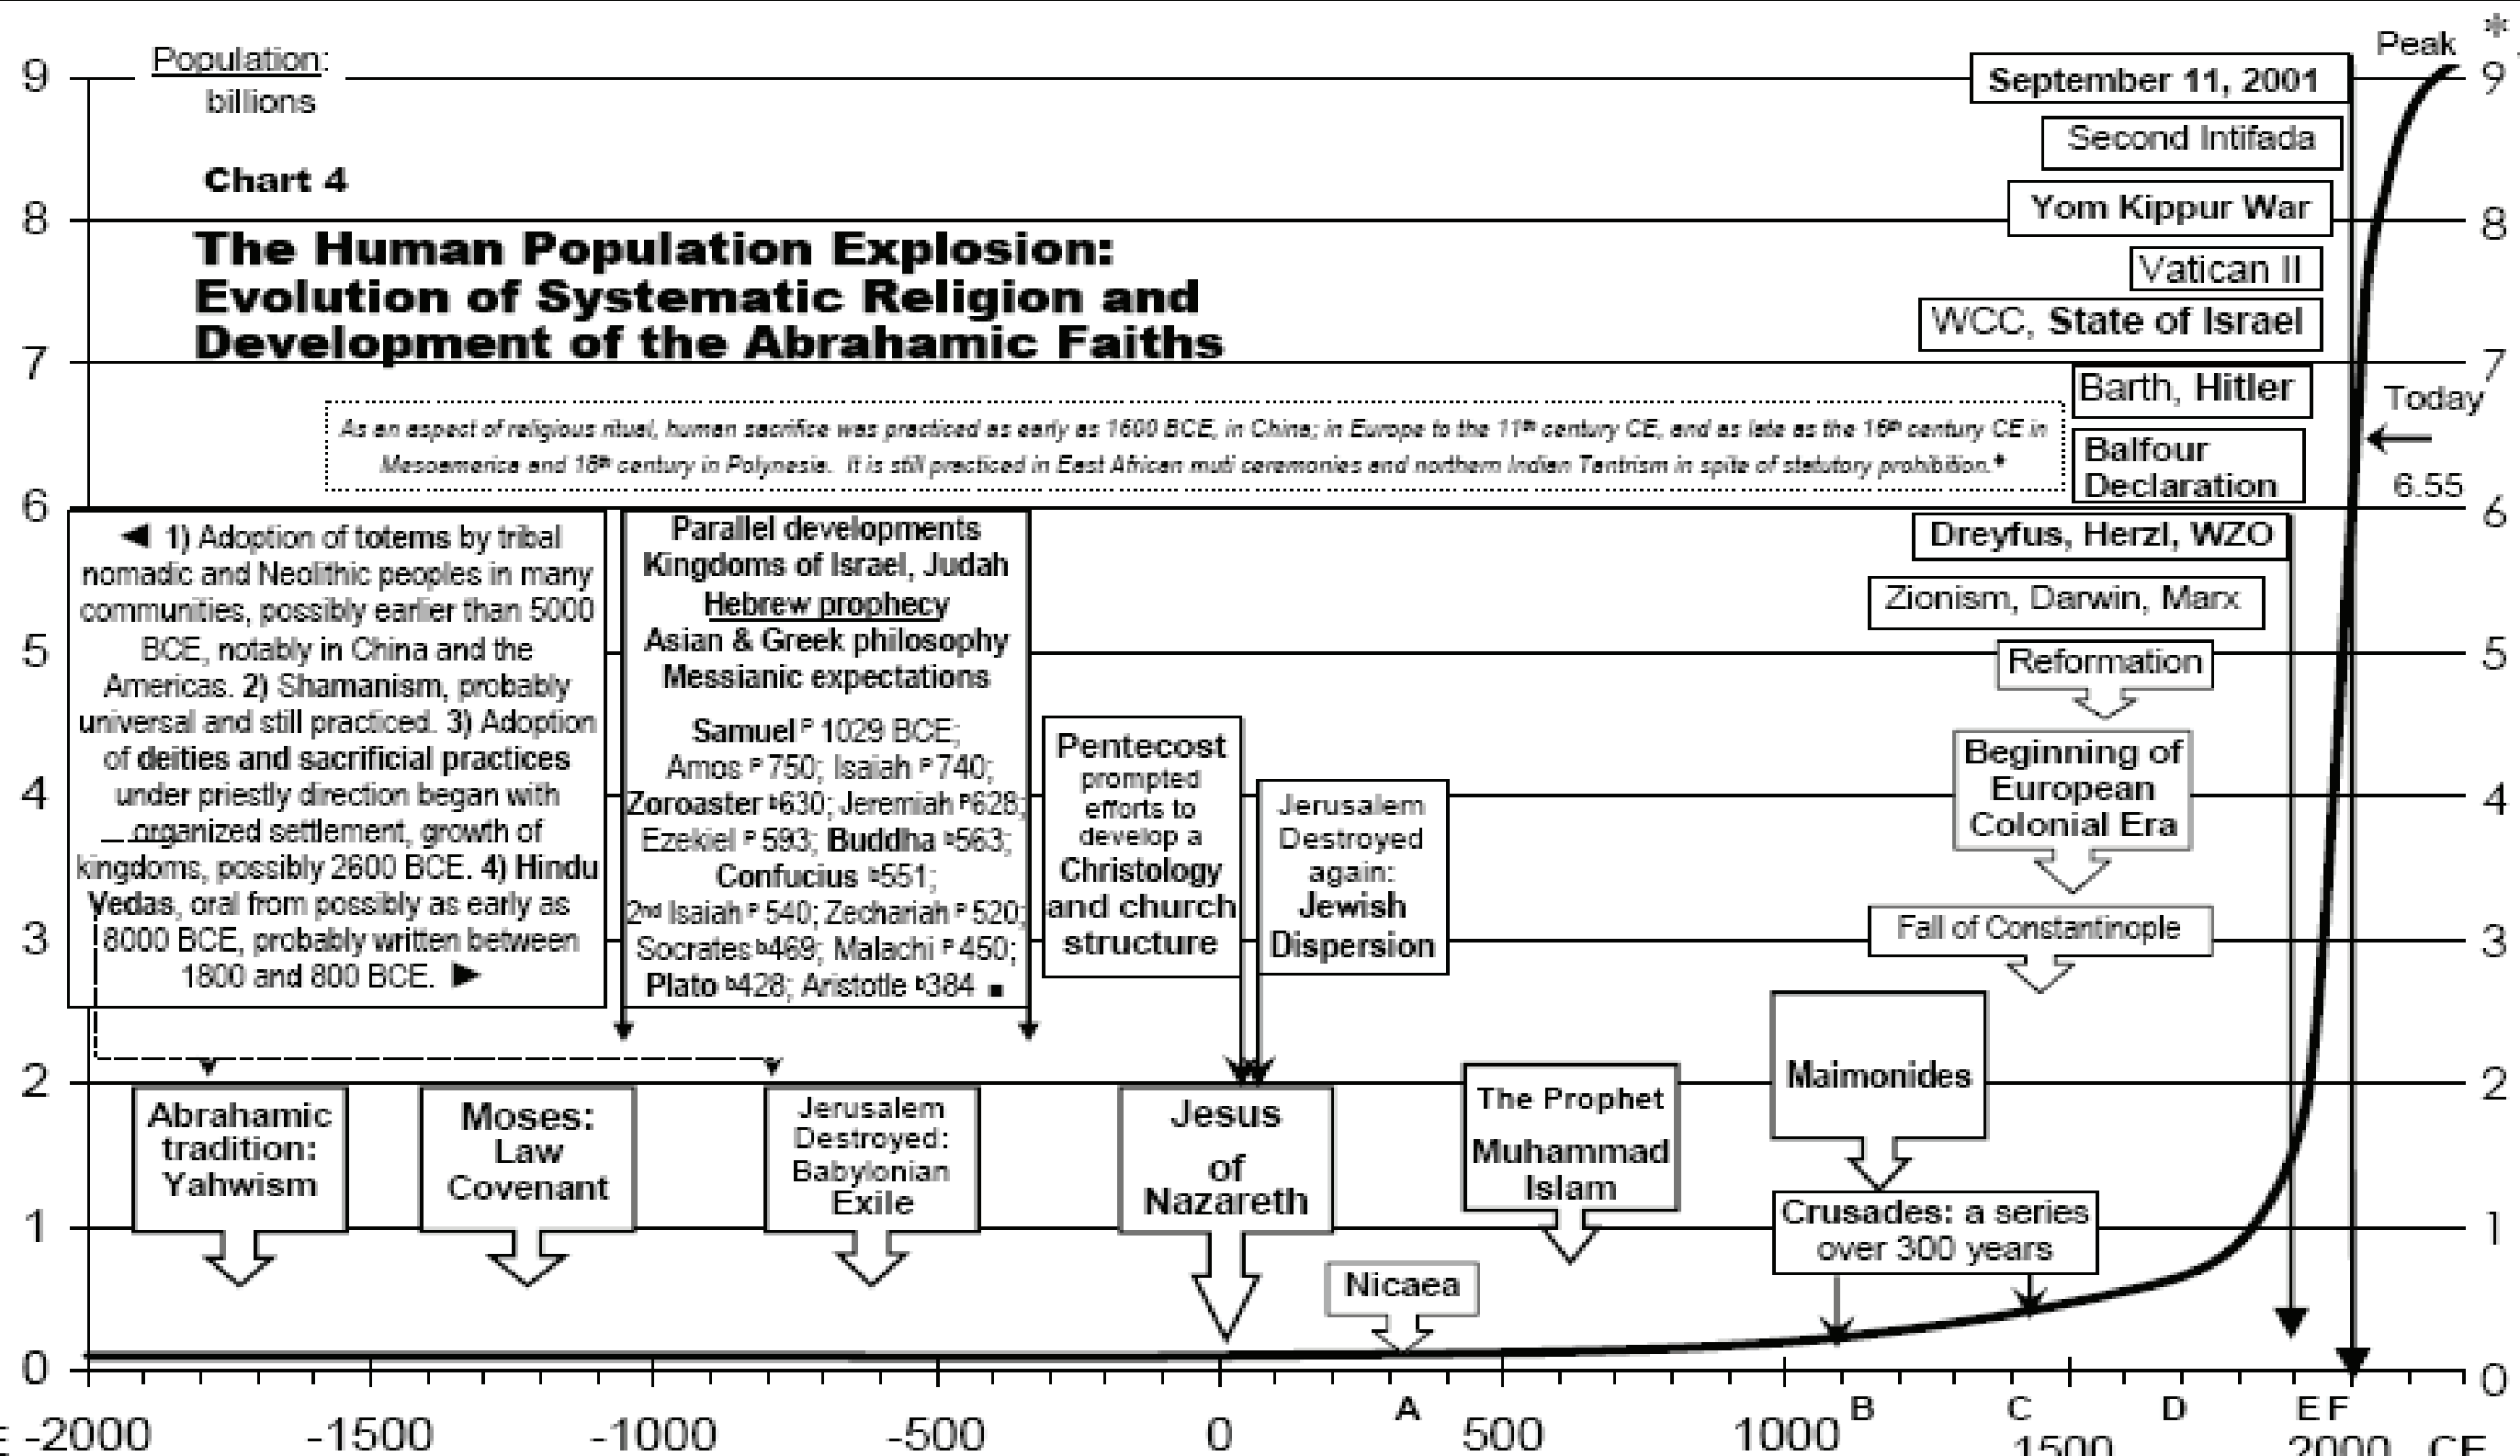 Population:
billions
Chart 4
The Human Population Explosion:
Evolution of Systematic Religion and
Development of the Abrahamic Faiths
As an aspect of religious ritual, human sacrifice was practiced as early as 1600 BCE, in China; in Europe to the 11th century CE, and as late as the 16th century CE in
Mesoamerica and 18th century in Polynesia. It is still practiced in East African muti ceremonies and northern Indian Tantrism in spite of statutory prohibition.*
◄ 1) Adoption of totems by tribal
nomadic and Neolithic peoples in many
communities, possibly earlier than 5000
BCE, notably in China and the
Americas. 2) Shamanism, probably
universal and still practiced. 3) Adoption
of deities and sacrificial practices
under priestly direction began with
organized settlement, growth of
kingdoms, possibly 2600 BCE. 4) Hindu
Vedas, oral from possibly as early as
8000 BCE, probably written between
1800 and 800 BCE. ►
Parallel developments
Kingdoms of Israel, Judah
Hebrew prophecy
Asian & Greek philosophy
Messianic expectations
Samuel P 1029 BCE;
Amos P 750; Isaiah P 740;
Zoroaster b630; Jeremiah P628;
Ezekiel P 593; Buddha b563;
Confucius b551;
2nd Isaiah P 540; Zechariah P 520;
Socrates b469; Malachi P 450;
Plato b428; Aristotle b384 ■
Pentecost
prompted
efforts to
develop a
Christology
and church
structure
Jerusalem
Destroyed
again:
Jewish
Dispersion
September 11, 2001
Second Intifada
Yom Kippur War
Vatican II
WCC, State of Israel
Barth, Hitler
Balfour
Declaration
Dreyfus, Herzl, WZO
Zionism, Darwin, Marx
Reformation
Beginning of
European
Colonial Era
Fall of Constantinople
Maimonides
Crusades: a series
over 300 years
Peak
*
Today
6.55
Abrahamic
tradition:
Yahwism
Moses:
Law
Covenant
Jerusalem
Destroyed:
Babylonian
Exile
Jesus
of
Nazareth
The Prophet
Muhammad
Islam
Nicaea
9
8
7
6
5
4
3
2
1
0
9
8
7
6
5
4
3
2
1
0
A B C D E F
-2000 -1500 -1000 -500 0 500 1000 1500 2000 CE